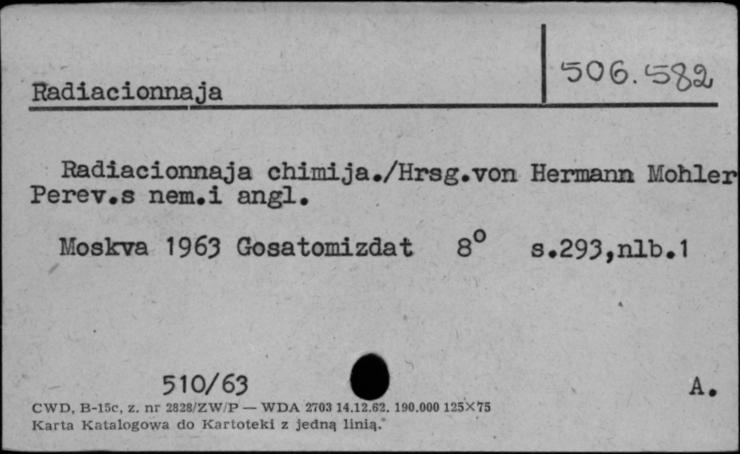 506.582
Radiacionnaja
Radiacionnaja chimija./Hrsg.von Hermann Mohler
Perev.s nem.i angl.
Moskva 1963 Gosatomizdat 8° s.293,nlb.1
510/63
A.
CWD, B-15c, z. nr 2828/ZW/P — WDA 2703 14.12.62. 190.000 125×75
Karta Katalogowa do Kartoteki z jedną linią."